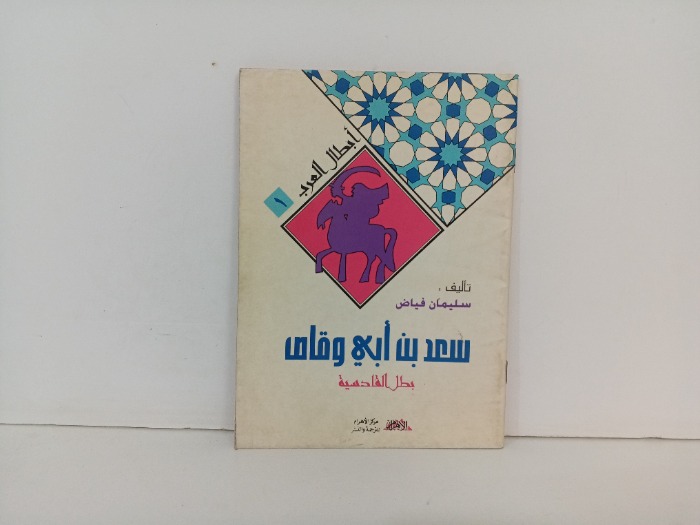 أبطال العرب
١
تأليف :
سليمان فياض
سعد بن أبي وقاص
بطل القادسية
الأهرام
مركز الأهرام
للترجمة والنشر